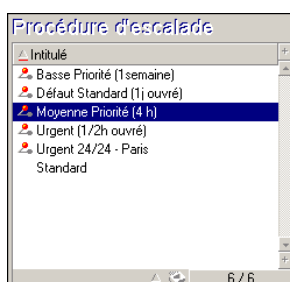 Procédure d'escalade
Intitulé
Basse Priorité (1semaine)
Défaut Standard (1j ouvré)
Moyenne Priorité (4 h)
Urgent (1/2h ouvré)
Urgent 24/24 - Paris
Standard
6/6